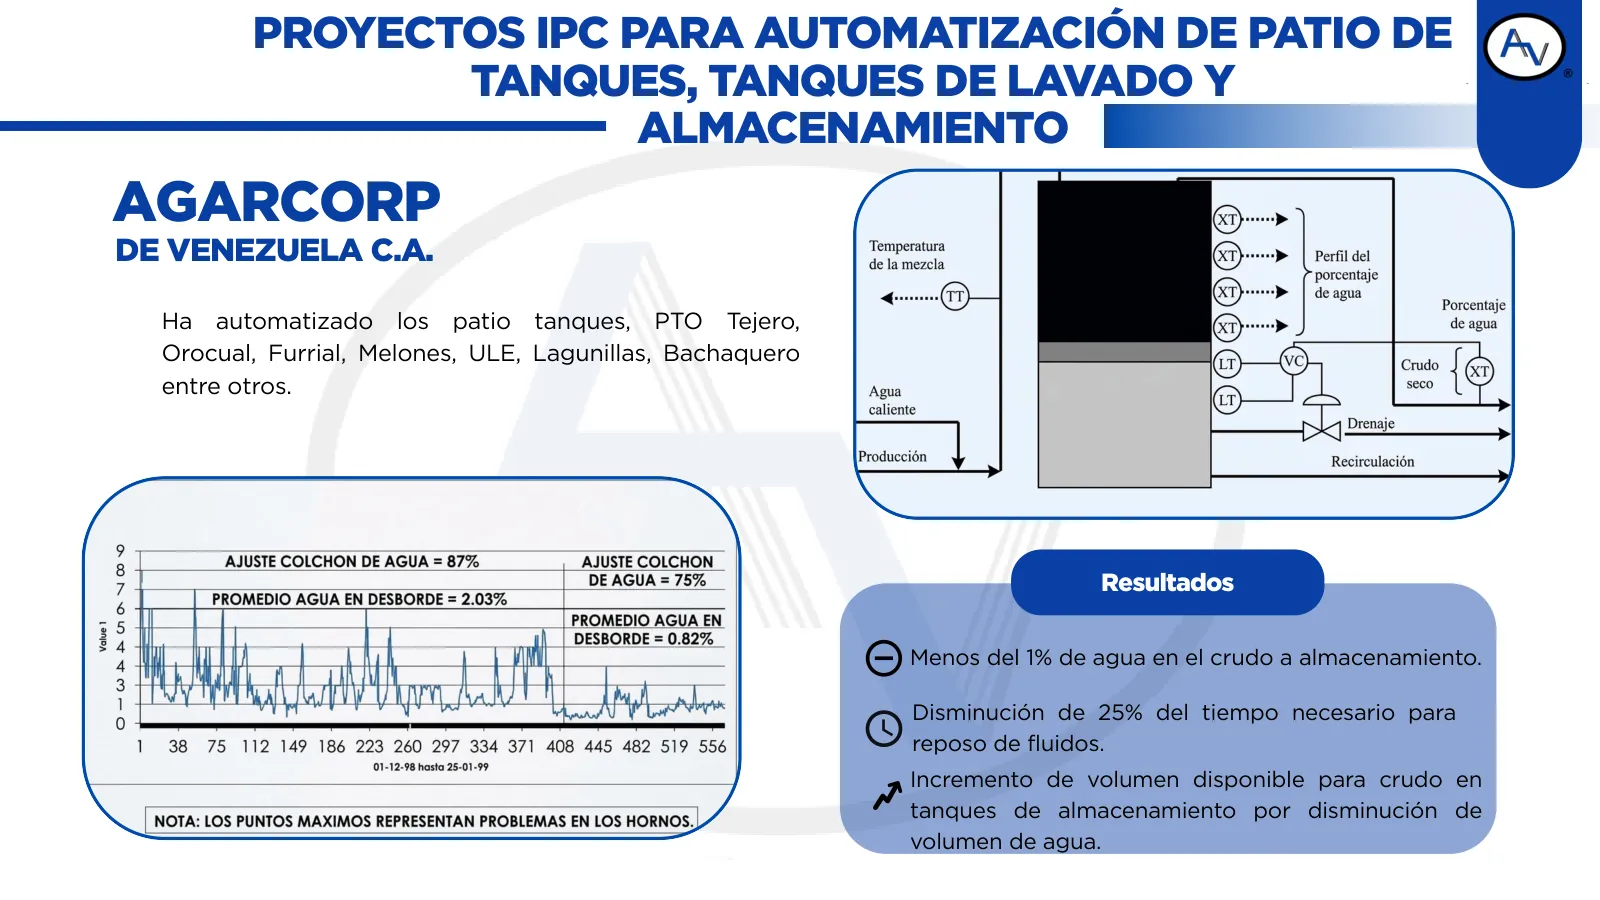 PROYECTOS IPC PARA AUTOMATIZACIÓN DE PATIO DE
TANQUES, TANQUES DE LAVADO Y
ALMACENAMIENTO
AV
®
AGARCORP
DE VENEZUELA C.A.
Ha automatizado los patio tanques, PTO Tejero,
Orocual, Furrial, Melones, ULE, Lagunillas, Bachaquero
entre otros.
Temperatura
de la mezcla
TT
Agua
caliente
Producción
XT
XT
XT
XT
LT
LT
VC
Perfil del
porcentaje
de agua
Porcentaje
de agua
Crudo
seco
XT
Drenaje
Recirculación
9
8
7
6
5
4
4
3
1
0
Value 1
AJUSTE COLCHON DE AGUA = 87%
PROMEDIO AGUA EN DESBORDE = 2.03%
AJUSTE COLCHON
DE AGUA = 75%
PROMEDIO AGUA EN
DESBORDE = 0.82%
1 38 75 112 149 186 223 260 297 334 371 408 445 482 519 556
01-12-98 hasta 25-01-99
NOTA: LOS PUNTOS MAXIMOS REPRESENTAN PROBLEMAS EN LOS HORNOS.
Resultados
Menos del 1% de agua en el crudo a almacenamiento.
Disminución de 25% del tiempo necesario para
reposo de fluidos.
Incremento de volumen disponible para crudo en
tanques de almacenamiento por disminución de
volumen de agua.